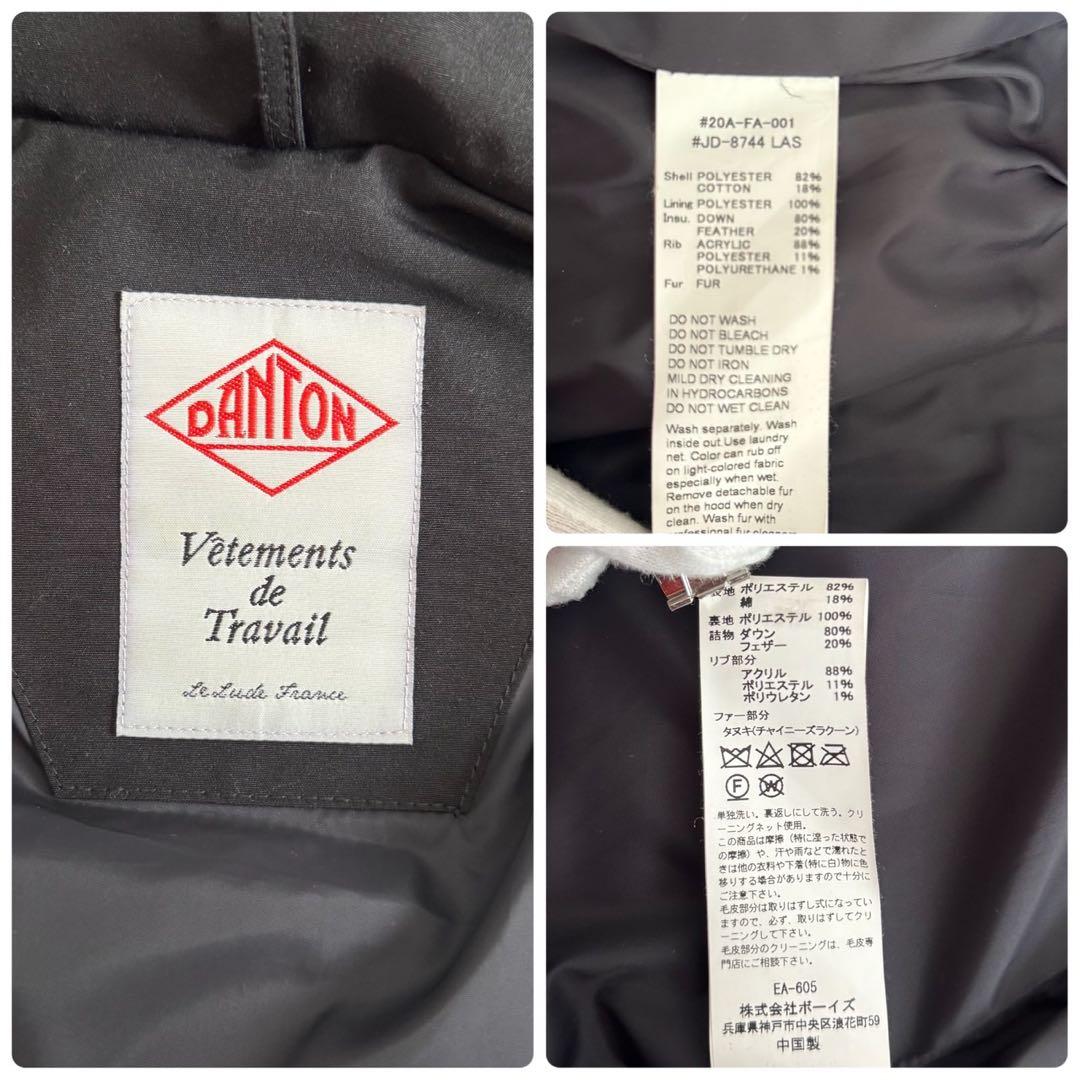 DANTON
Vêtements
de
Travail
Le Lude France
#20A-FA-001
#JD-8744 LAS
Shell POLYESTER 82%
COTTON 18%
Lining POLYESTER 100%
Insu. DOWN 80%
FEATHER 20%
Rib ACRYLIC 88%
POLYESTER 11%
POLYURETHANE 1%
Fur FUR
DO NOT WASH
DO NOT BLEACH
DO NOT TUMBLE DRY
DO NOT IRON
MILD DRY CLEANING
IN HYDROCARBONS
DO NOT WET CLEAN
Wash separately. Wash
inside out.Use laundry
net. Color can rub off
on light-colored fabric
especially when wet.
Remove detachable fur
on the hood when dry
clean. Wash fur with
professional fur cleaners
表地 ポリエステル 82%
綿 18%
裏地 ポリエステル 100%
詰物 ダウン 80%
フェザー 20%
リブ部分
アクリル 88%
ポリエステル 11%
ポリウレタン 1%
ファー部分
タヌキ(チャイニーズラクーン)
F W
単独洗い。裏返しにして洗う。クリ
ーニングネット使用。
この商品は摩擦(特に湿った状態で
の摩擦)や、汗や雨などで濡れたと
きは他の衣料や下着(特に白)物に色
移りする場合がありますので十分に
ご注意下さい。
毛皮部分は取りはずし式になってい
ますので、必ず、取りはずしてクリ
ーニングして下さい。
毛皮部分のクリーニングは、毛皮専
門店にご相談下さい。
EA-605
株式会社ボーイズ
兵庫県神戸市中央区浪花町59
中国製